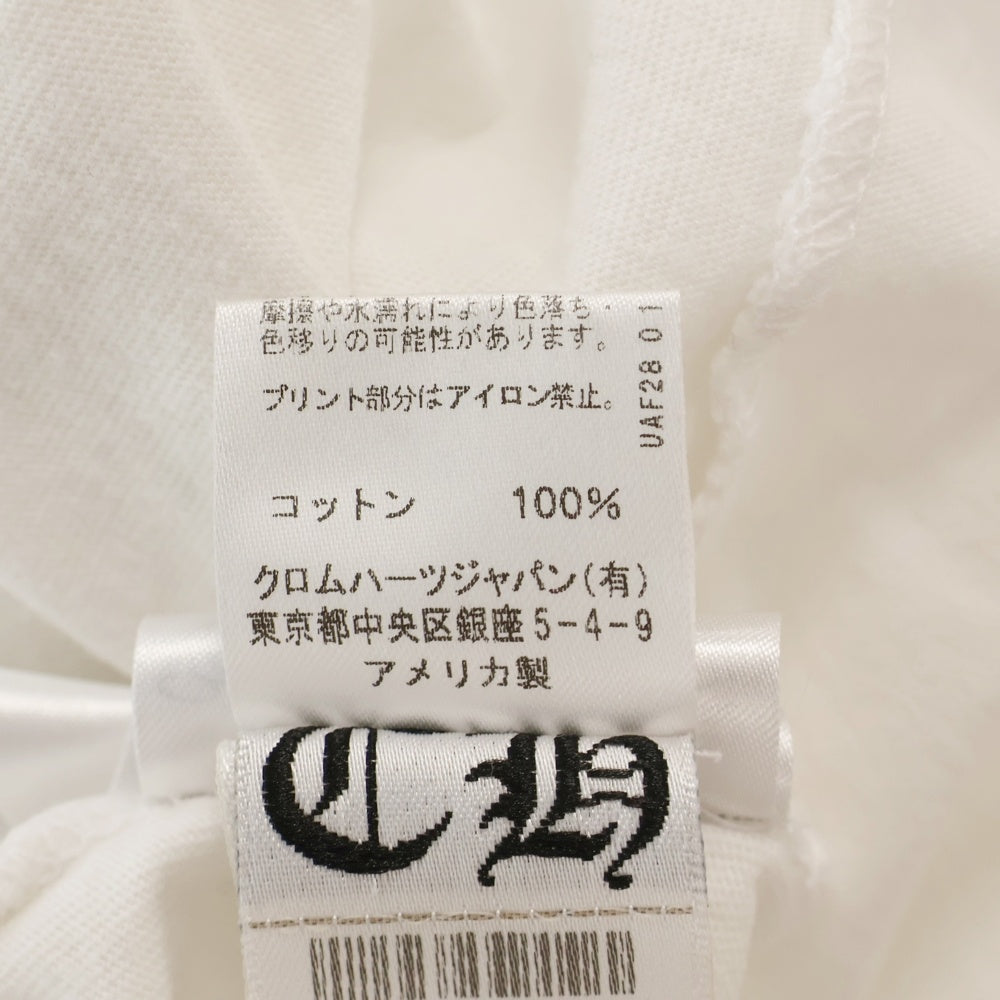 摩擦や水濡れにより色落ち・
色移りの可能性があります。
プリント部分はアイロン禁止。
コットン 100%
クロムハーツジャパン(有)
東京都中央区銀座5-4-9
アメリカ製
UAF28 01
CH